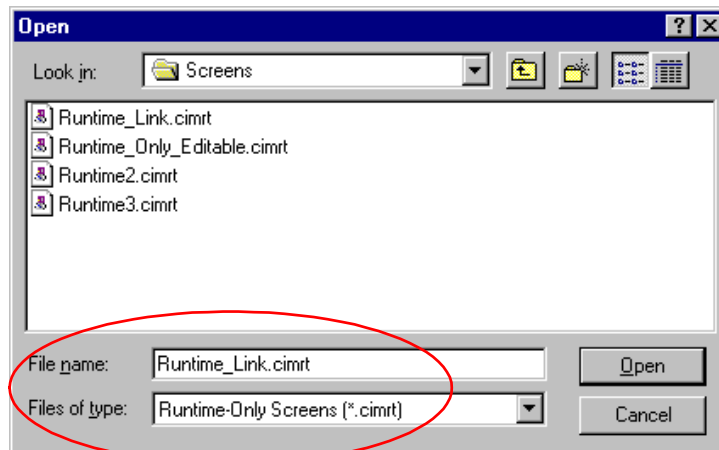 Open
Look in: Screens
Runtime_Link.cimrt
Runtime_Only_Editable.cimrt
Runtime2.cimrt
Runtime3.cimrt
File name: Runtime_Link.cimrt Open
Files of type: Runtime-Only Screens (*.cimrt) Cancel